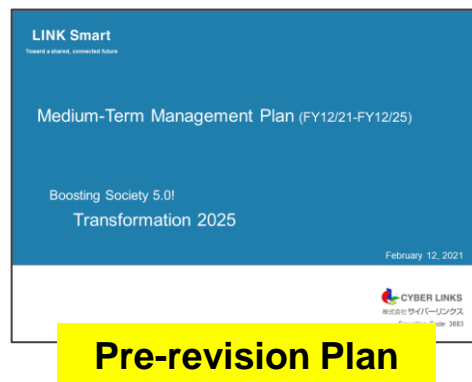 LINK Smart
Toward a shared, connected future
Medium-Term Management Plan (FY12/21-FY12/25)
Boosting Society 5.0!
Transformation 2025
February 12, 2021
CYBER LINKS
株式会社サイバーリンクス
Code: 3683
Pre-revision Plan